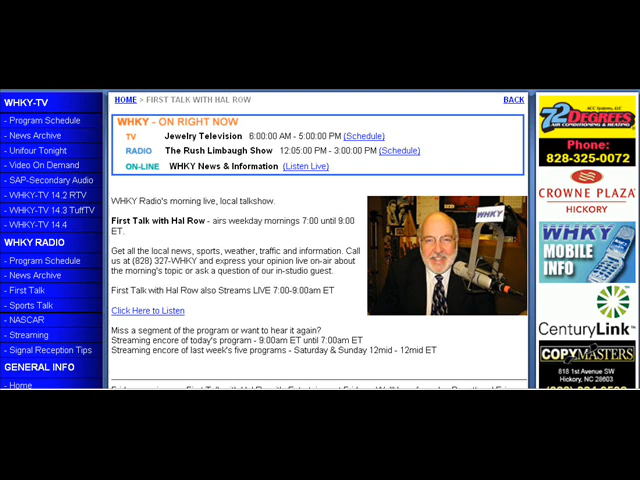 WHKY-TV
- Program Schedule
- News Archive
- Unifour Tonight
- Video On Demand
- SAP-Secondary Audio
- WHKY-TV 14.2 RTV
- WHKY-TV 14.3 TuffTV
- WHKY-TV 14.4
WHKY RADIO
- Program Schedule
- News Archive
- First Talk
- Sports Talk
- NASCAR
- Streaming
- Signal Reception Tips
GENERAL INFO
- Home
HOME > FIRST TALK WITH HAL ROW BACK
WHKY - ON RIGHT NOW
TV Jewelry Television 6:00:00 AM - 5:00:00 PM (Schedule)
RADIO The Rush Limbaugh Show 12:05:00 PM - 3:00:00 PM (Schedule)
ON-LINE WHKY News & Information (Listen Live)
WHKY Radio's morning live, local talkshow.
First Talk with Hal Row - airs weekday mornings 7:00 until 9:00
ET.
Get all the local news, sports, weather, traffic and information. Call
us at (828) 327-WHKY and express your opinion live on-air about
the morning's topic or ask a question of our in-studio guest.
First Talk with Hal Row also Streams LIVE 7:00-9:00am ET
Click Here to Listen
Miss a segment of the program or want to hear it again?
Streaming encore of today's program - 9:00am ET until 7:00am ET
Streaming encore of last week's five programs - Saturday & Sunday 12mid - 12mid ET
WHKY
72 DEGREES
AIR CONDITIONING & HEATING
Phone:
828-325-0072
CROWNE PLAZA
HICKORY
WHKY
MOBILE
INFO
CenturyLink
COPYMASTERS
818 1st Avenue SW
Hickory, NC 28603